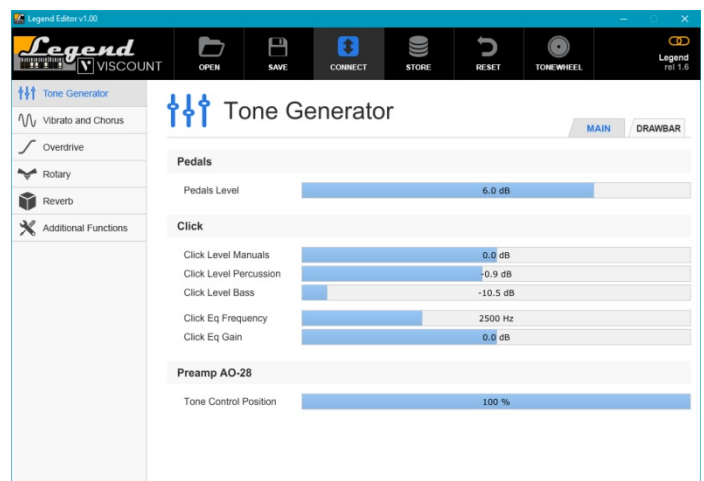 Legend Editor v1.00
Legend
VISCOUNT
OPEN
SAVE
CONNECT
STORE
RESET
TONEWHEEL
Legend
rel 1.6
Tone Generator
Vibrato and Chorus
Overdrive
Rotary
Reverb
Additional Functions
Tone Generator
MAIN
DRAWBAR
Pedals
Pedals Level 6.0 dB
Click
Click Level Manuals 0.0 dB
Click Level Percussion -0.9 dB
Click Level Bass -10.5 dB
Click Eq Frequency 2500 Hz
Click Eq Gain 0.0 dB
Preamp AO-28
Tone Control Position 100 %